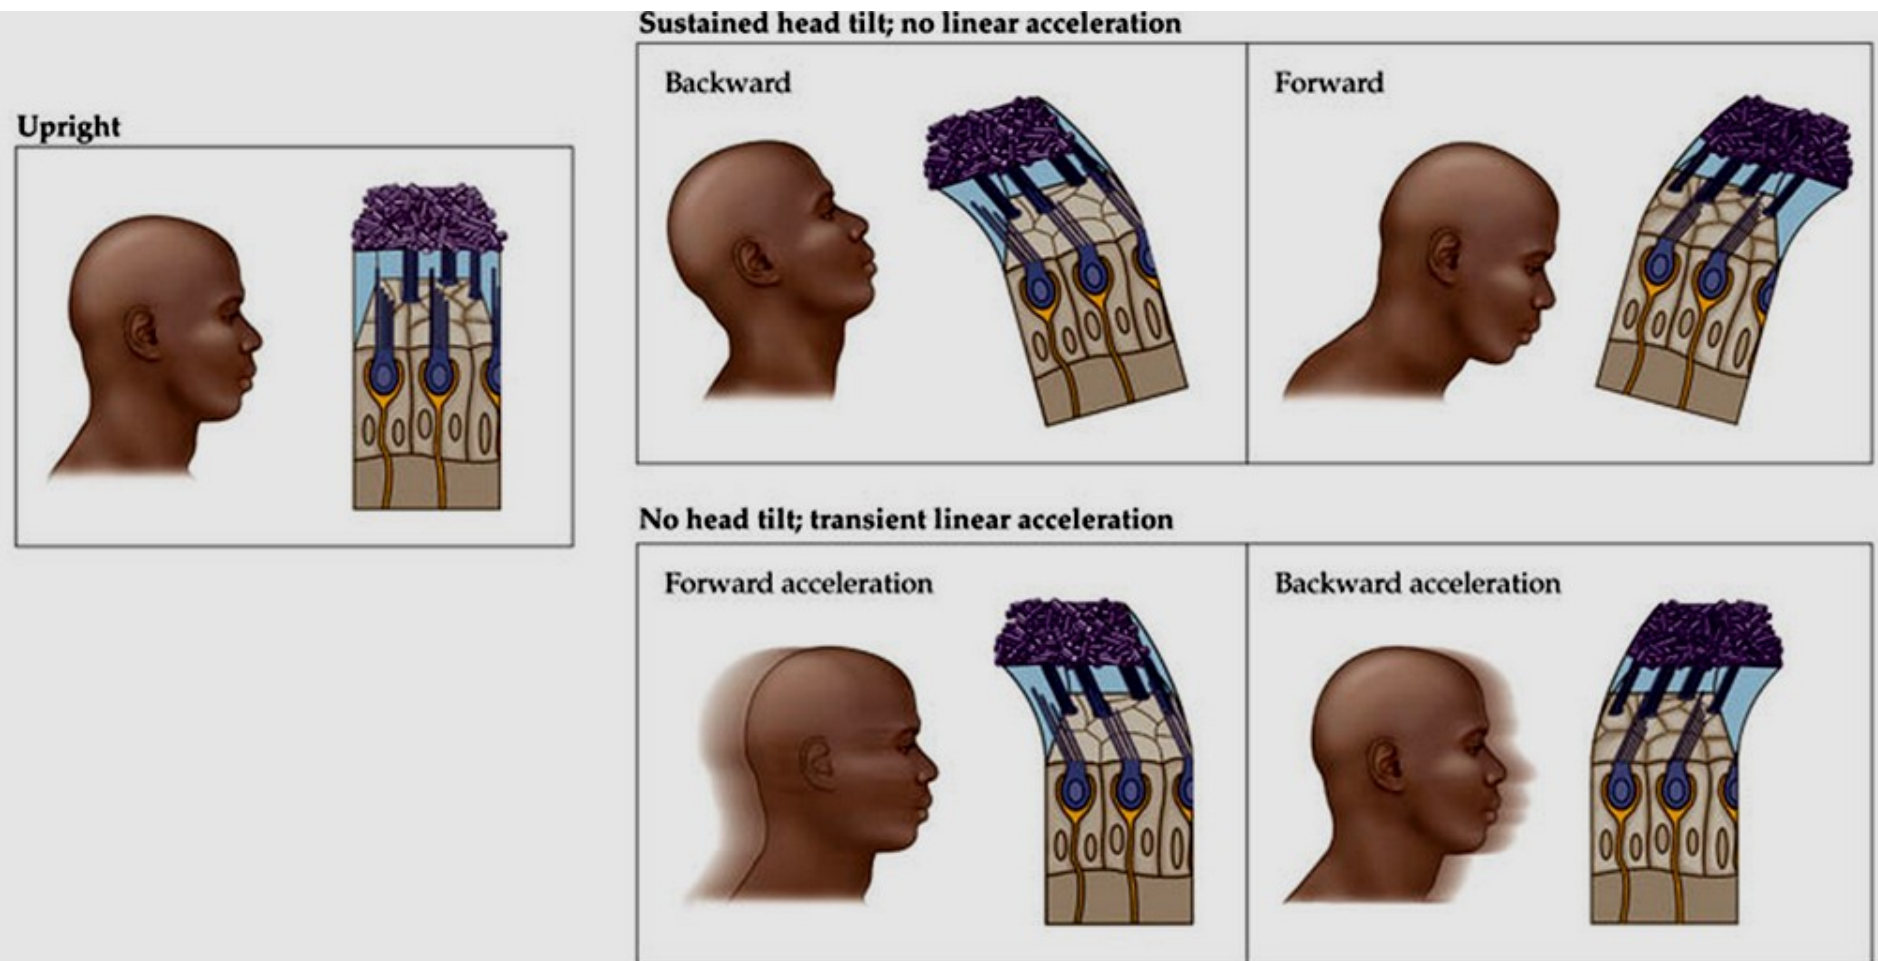 Upright
Sustained head tilt; no linear acceleration
Backward
Forward
No head tilt; transient linear acceleration
Forward acceleration
Backward acceleration